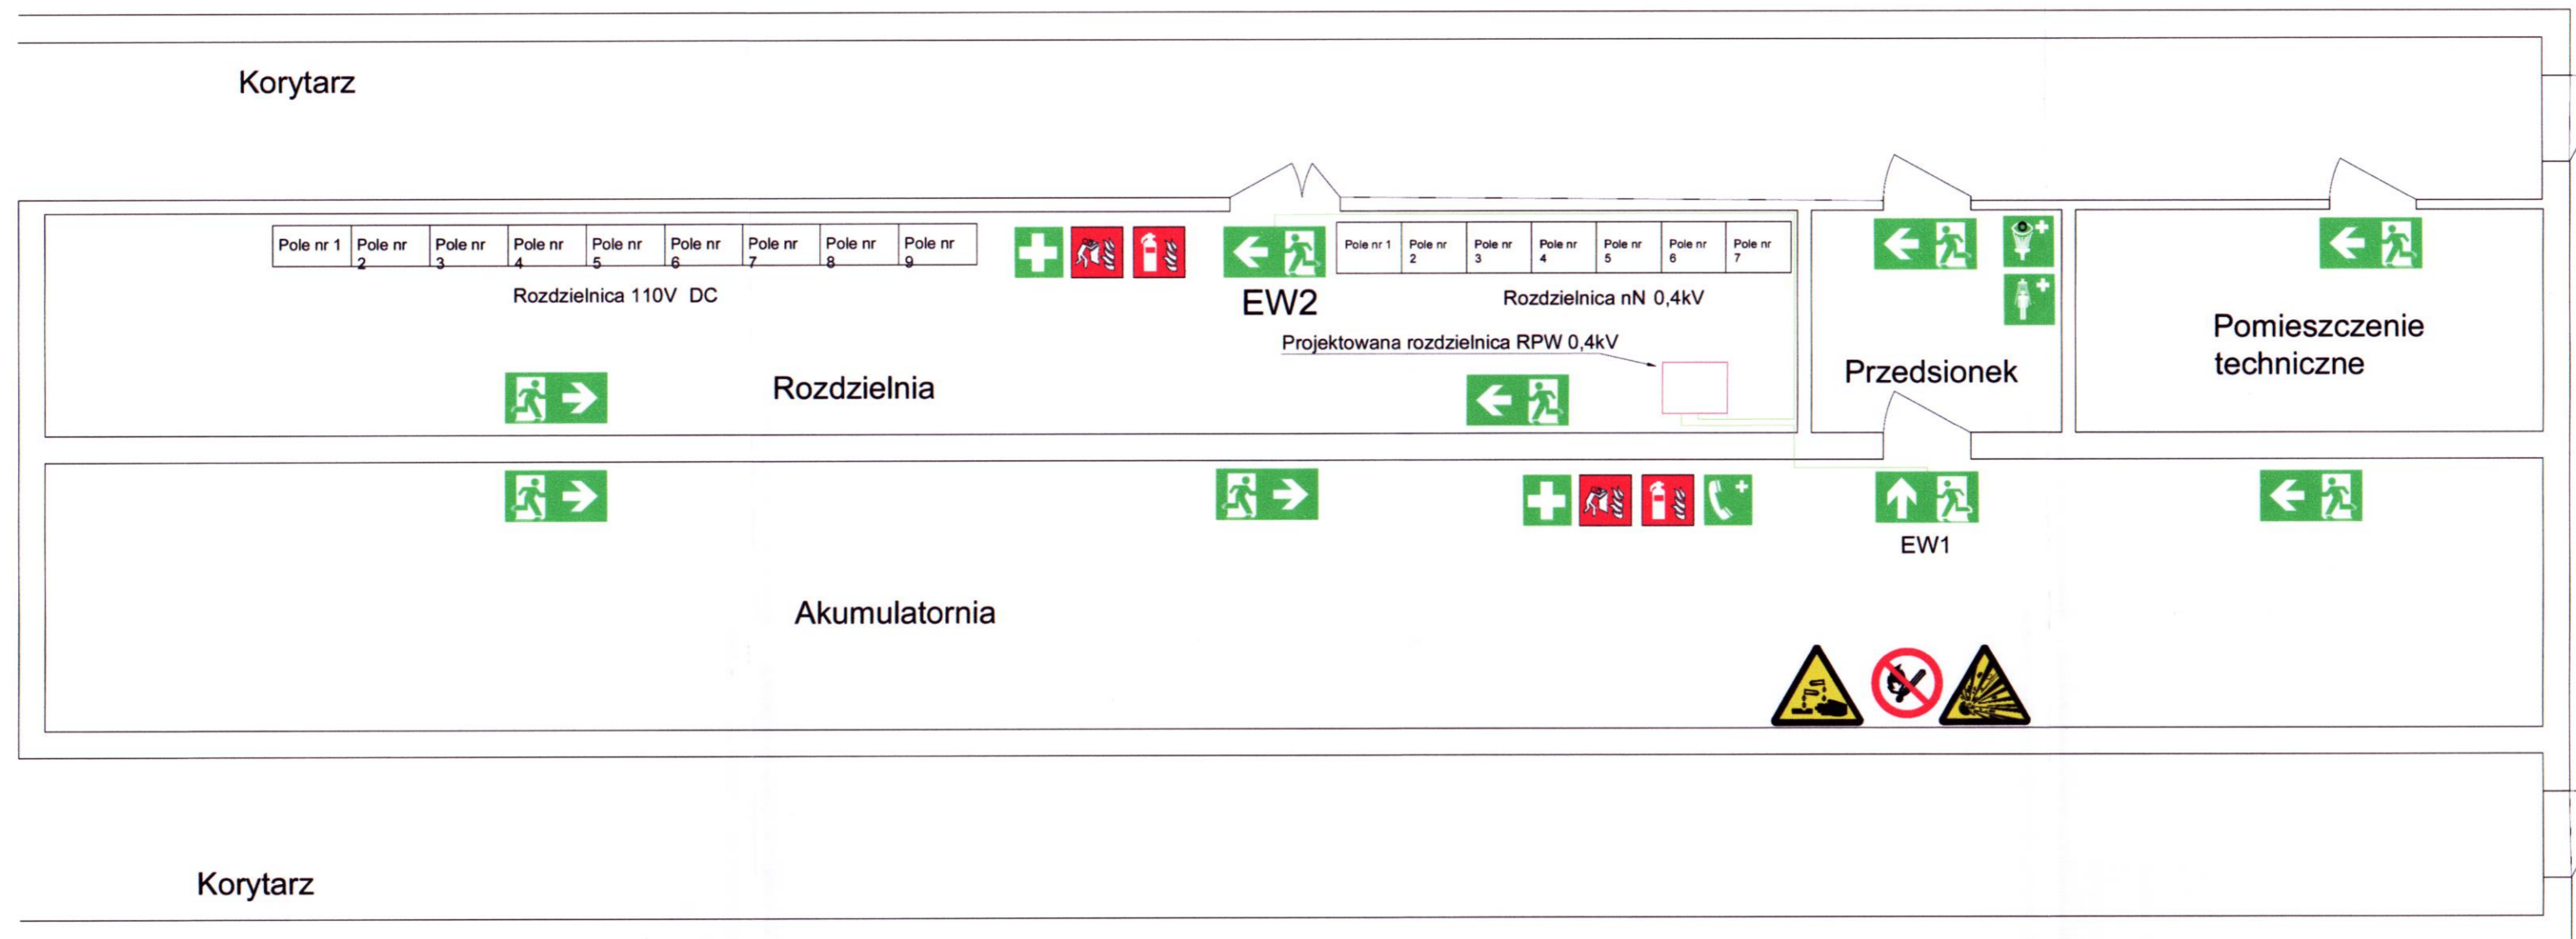 Korytarz
Pole nr 1
Pole nr
2
Pole nr
3
Pole nr
4
Pole nr
5
Pole nr
6
Pole nr
7
Pole nr
8
Pole nr
9
Rozdzielnica 110V DC
EW2
Pole nr 1
Pole nr
2
Pole nr
3
Pole nr
4
Pole nr
5
Pole nr
6
Pole nr
7
Rozdzielnica nN 0,4kV
Projektowana rozdzielnica RPW 0,4kV
Rozdzielnia
Przedsionek
Pomieszczenie
techniczne
EW1
Akumulatornia
Korytarz